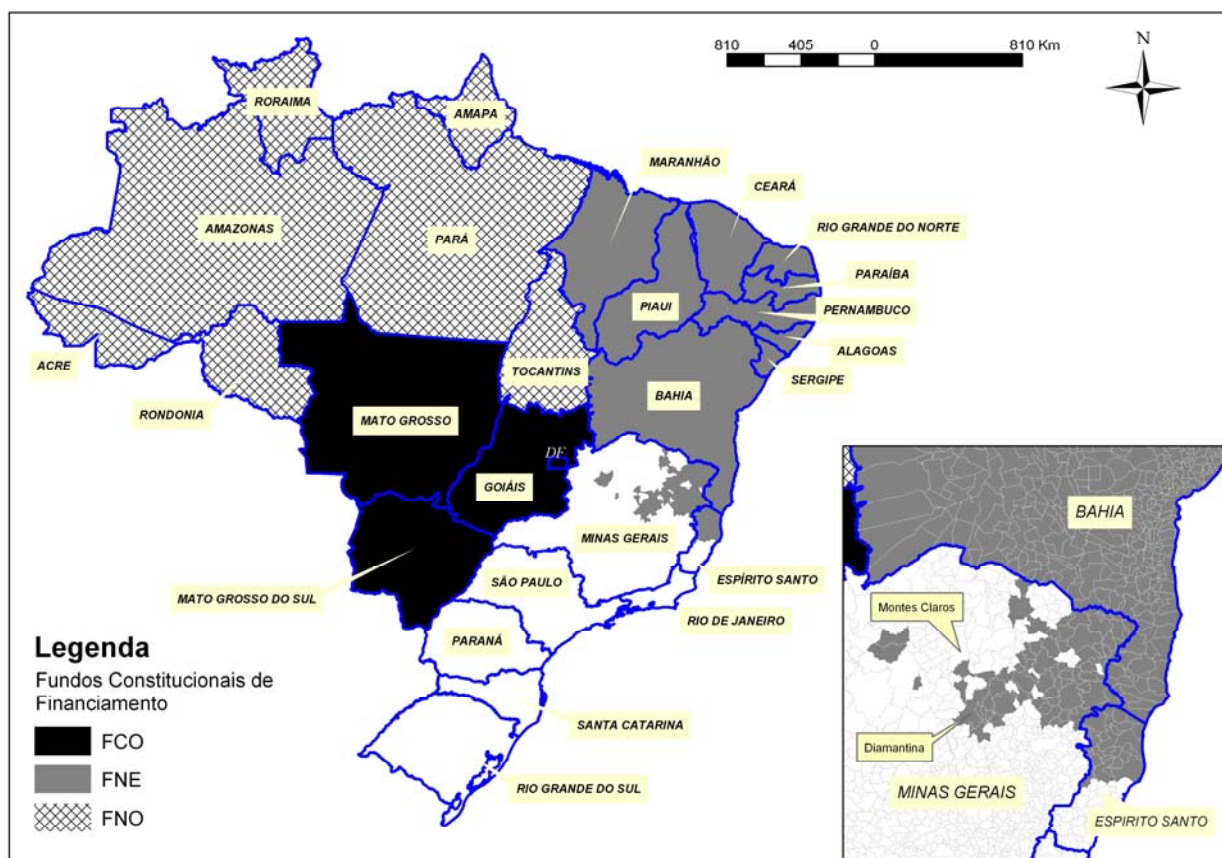 810 405 0 810 Km
N
RORAIMA
AMAPA
MARANHÃO
CEARÁ
AMAZONAS
PARÁ
RIO GRANDE DO NORTE
PARAÍBA
PIAUI
PERNAMBUCO
ALAGOAS
ACRE
TOCANTINS
SERGIPE
RONDONIA
BAHIA
MATO GROSSO
DF
GOIÁIS
MINAS GERAIS
SÃO PAULO
ESPÍRITO SANTO
MATO GROSSO DO SUL
RIO DE JANEIRO
PARANÁ
SANTA CATARINA
RIO GRANDE DO SUL
Legenda
Fundos Constitucionais de
Financiamento
FCO
FNE
FNO
BAHIA
Montes Claros
Diamantina
MINAS GERAIS
ESPIRITO SANTO